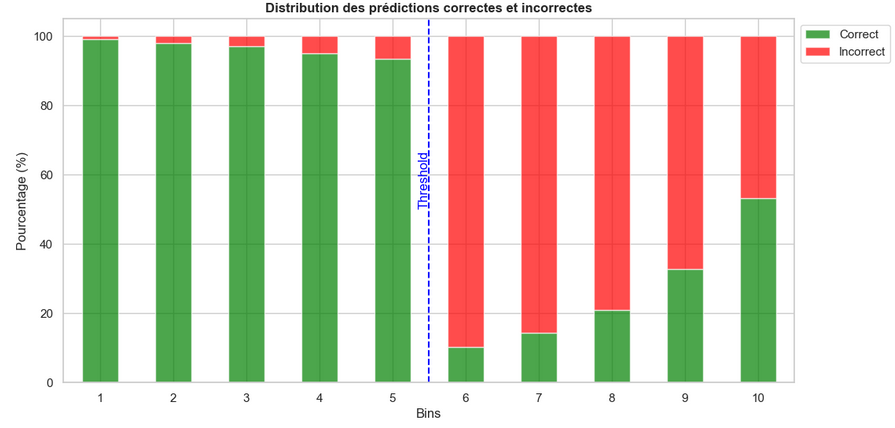 Distribution des prédictions correctes et incorrectes
Correct
Incorrect
100
80
60
40
20
0
Pourcentage (%)
Threshold
1 2 3 4 5 6 7 8 9 10
Bins